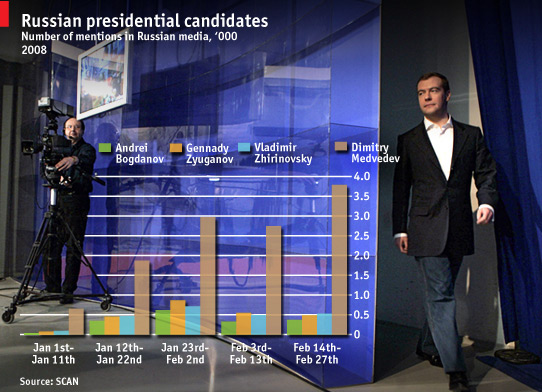 Russian presidential candidates
Number of mentions in Russian media, ‘000
2008
Andrei
Bogdanov
Gennady
Zyuganov
Vladimir
Zhirinovsky
Dimitry
Medvedev
4.0
3.5
3.0
2.5
2.0
1.5
1.0
0.5
0
Jan 1st-
Jan 11th
Jan 12th-
Jan 22nd
Jan 23rd-
Feb 2nd
Feb 3rd-
Feb 13th
Feb 14th-
Feb 27th
Source: SCAN